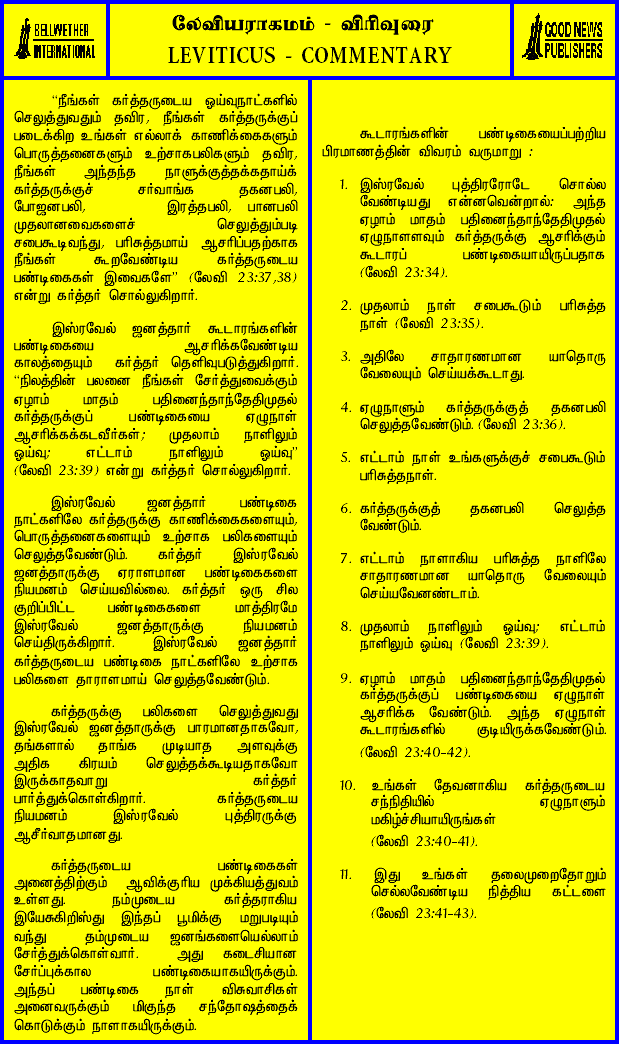 BELLWETHER
INTERNATIONAL
லேவியராகமம் - விரிவுரை
LEVITICUS - COMMENTARY
GOOD NEWS
PUBLISHERS
“நீங்கள் கர்த்தருடைய ஓய்வுநாட்களில்
செலுத்துவதும் தவிர, நீங்கள் கர்த்தருக்குப்
படைக்கிற உங்கள் எல்லாக் காணிக்கைகளும்
பொருத்தனைகளும் உற்சாகபலிகளும் தவிர,
நீங்கள் அந்தந்த நாளுக்குத்தக்கதாய்க்
கர்த்தருக்குச் சர்வாங்க தகனபலி,
போஜனபலி, இரத்தபலி, பானபலி
முதலானவைகளைச் செலுத்தும்படி
சபைகூடிவந்து, பரிசுத்தமாய் ஆசரிப்பதற்காக
நீங்கள் கூறவேண்டிய கர்த்தருடைய
பண்டிகைகள் இவைகளே” (லேவி 23:37,38)
என்று கர்த்தர் சொல்லுகிறார்.
இஸ்ரவேல் ஜனத்தார் கூடாரங்களின்
பண்டிகையை ஆசரிக்கவேண்டிய
காலத்தையும் கர்த்தர் தெளிவுபடுத்துகிறார்.
“நிலத்தின் பலனை நீங்கள் சேர்த்துவைக்கும்
ஏழாம் மாதம் பதினைந்தாந்தேதிமுதல்
கர்த்தருக்குப் பண்டிகையை ஏழுநாள்
ஆசரிக்கக்கடவீர்கள்; முதலாம் நாளிலும்
ஓய்வு; எட்டாம் நாளிலும் ஓய்வு”
(லேவி 23:39) என்று கர்த்தர் சொல்லுகிறார்.
இஸ்ரவேல் ஜனத்தார் பண்டிகை
நாட்களிலே கர்த்தருக்கு காணிக்கைகளையும்,
பொருத்தனைகளையும் உற்சாக பலிகளையும்
செலுத்தவேண்டும். கர்த்தர் இஸ்ரவேல்
ஜனத்தாருக்கு ஏராளமான பண்டிகைகளை
நியமனம் செய்யவில்லை. கர்த்தர் ஒரு சில
குறிப்பிட்ட பண்டிகைகளை மாத்திரமே
இஸ்ரவேல் ஜனத்தாருக்கு நியமனம்
செய்திருக்கிறார். இஸ்ரவேல் ஜனத்தார்
கர்த்தருடைய பண்டிகை நாட்களிலே உற்சாக
பலிகளை தாராளமாய் செலுத்தவேண்டும்.
கர்த்தருக்கு பலிகளை செலுத்துவது
இஸ்ரவேல் ஜனத்தாருக்கு பாரமானதாகவோ,
தங்களால் தாங்க முடியாத அளவுக்கு
அதிக கிரயம் செலுத்தக்கூடியதாகவோ
இருக்காதவாறு கர்த்தர்
பார்த்துக்கொள்கிறார். கர்த்தருடைய
நியமனம் இஸ்ரவேல் புத்திரருக்கு
ஆசீர்வாதமானது.
கர்த்தருடைய பண்டிகைகள்
அனைத்திற்கும் ஆவிக்குரிய முக்கியத்துவம்
உள்ளது. நம்முடைய கர்த்தராகிய
இயேசுகிறிஸ்து இந்தப் பூமிக்கு மறுபடியும்
வந்து தம்முடைய ஜனங்களையெல்லாம்
சேர்த்துக்கொள்வார். அது கடைசியான
சேர்ப்புக்கால பண்டிகையாகயிருக்கும்.
அந்தப் பண்டிகை நாள் விசுவாசிகள்
அனைவருக்கும் மிகுந்த சந்தோஷத்தைக்
கொடுக்கும் நாளாகயிருக்கும்.
கூடாரங்களின் பண்டிகையைப்பற்றிய
பிரமாணத்தின் விவரம் வருமாறு :
1. இஸ்ரவேல் புத்திரரோடே சொல்ல
வேண்டியது என்னவென்றால்: அந்த
ஏழாம் மாதம் பதினைந்தாந்தேதிமுதல்
ஏழுநாளளவும் கர்த்தருக்கு ஆசரிக்கும்
கூடாரப் பண்டிகையாயிருப்பதாக
(லேவி 23:34).
2. முதலாம் நாள் சபைகூடும் பரிசுத்த
நாள் (லேவி 23:35).
3. அதிலே சாதாரணமான யாதொரு
வேலையும் செய்யக்கூடாது.
4. ஏழுநாளும் கர்த்தருக்குத் தகனபலி
செலுத்தவேண்டும். (லேவி 23:36).
5. எட்டாம் நாள் உங்களுக்குச் சபைகூடும்
பரிசுத்தநாள்.
6. கர்த்தருக்குத் தகனபலி செலுத்த
வேண்டும்.
7. எட்டாம் நாளாகிய பரிசுத்த நாளிலே
சாதாரணமான யாதொரு வேலையும்
செய்யவேனண்டாம்.
8. முதலாம் நாளிலும் ஓய்வு; எட்டாம்
நாளிலும் ஓய்வு (லேவி 23:39).
9. ஏழாம் மாதம் பதினைந்தாந்தேதிமுதல்
கர்த்தருக்குப் பண்டிகையை ஏழுநாள்
ஆசரிக்க வேண்டும். அந்த ஏழுநாள்
கூடாரங்களில் குடியிருக்கவேண்டும்.
(லேவி 23:40-42).
10. உங்கள் தேவனாகிய கர்த்தருடைய
சந்நிதியில் ஏழுநாளும்
மகிழ்ச்சியாயிருங்கள்
(லேவி 23:40-41).
11. இது உங்கள் தலைமுறைதோறும்
செல்லவேண்டிய நித்திய கட்டளை
(லேவி 23:41-43).